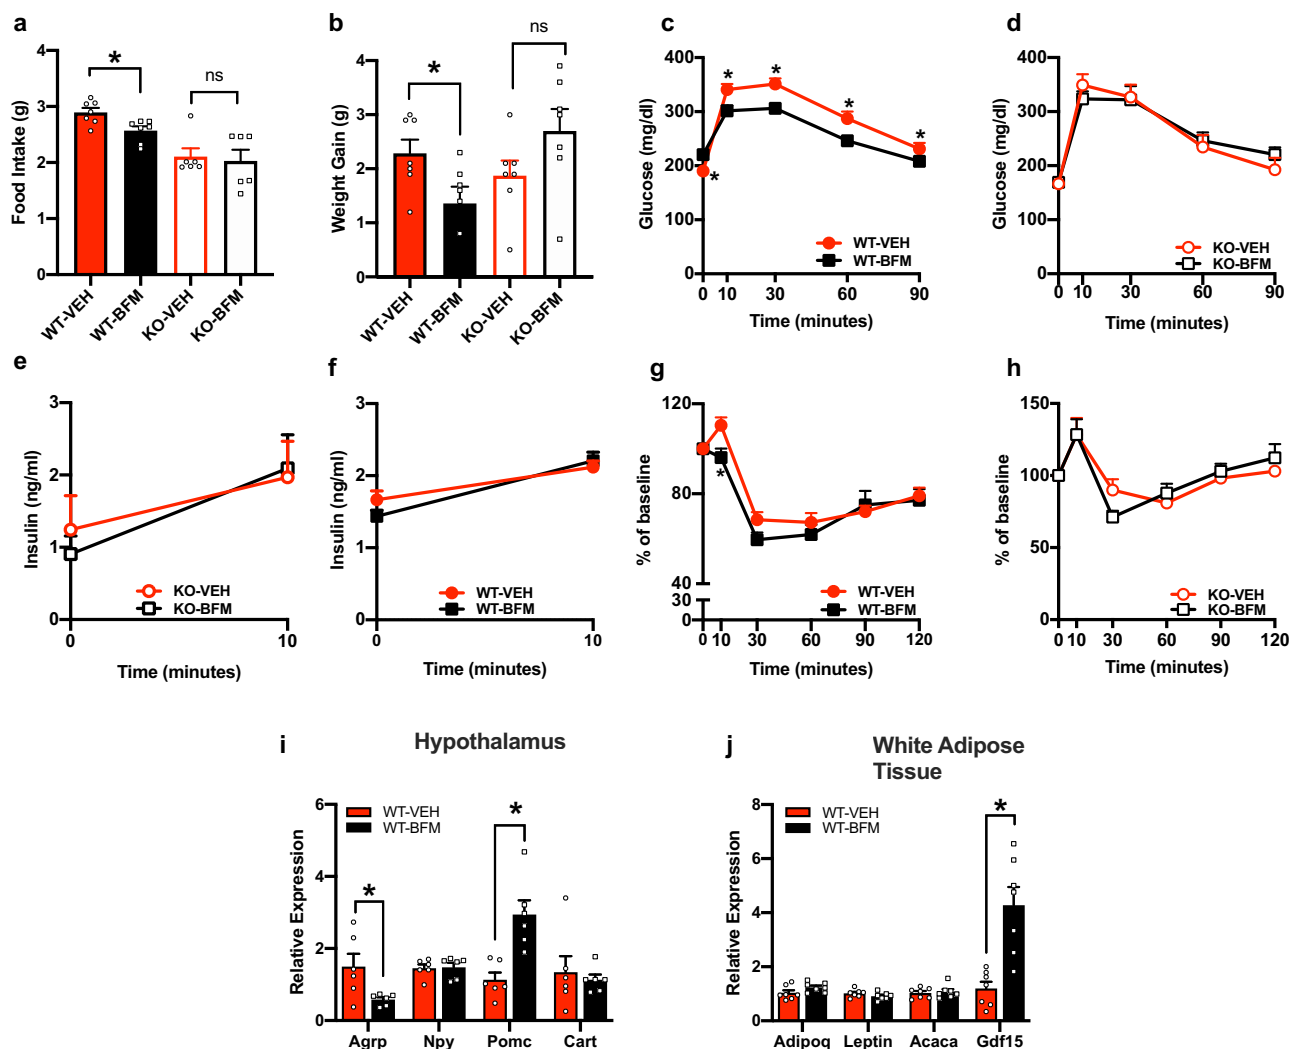 a
Food Intake (g)
4
3
2
1
0
*
ns
WT-VEH
WT-BFM
KO-VEH
KO-BFM
b
Weight Gain (g)
4
3
2
1
0
*
ns
WT-VEH
WT-BFM
KO-VEH
KO-BFM
c
Glucose (mg/dl)
400
300
200
100
0
*
*
*
*
*
WT-VEH
WT-BFM
0 10 30 60 90
Time (minutes)
d
Glucose (mg/dl)
400
300
200
100
0
KO-VEH
KO-BFM
0 10 30 60 90
Time (minutes)
e
Insulin (ng/ml)
3
2
1
0
KO-VEH
KO-BFM
0 10
Time (minutes)
f
Insulin (ng/ml)
3
2
1
0
WT-VEH
WT-BFM
0 10
Time (minutes)
g
% of baseline
120
80
40
30
0
*
WT-VEH
WT-BFM
0 10 30 60 90 120
Time (minutes)
h
% of baseline
150
100
50
0
KO-VEH
KO-BFM
0 10 30 60 90 120
Time (minutes)
i
Hypothalamus
Relative Expression
6
4
2
0
WT-VEH
WT-BFM
*
*
Agrp Npy Pomc Cart
j
White Adipose
Tissue
Relative Expression
8
6
4
2
0
WT-VEH
WT-BFM
*
Adipoq Leptin Acaca Gdf15